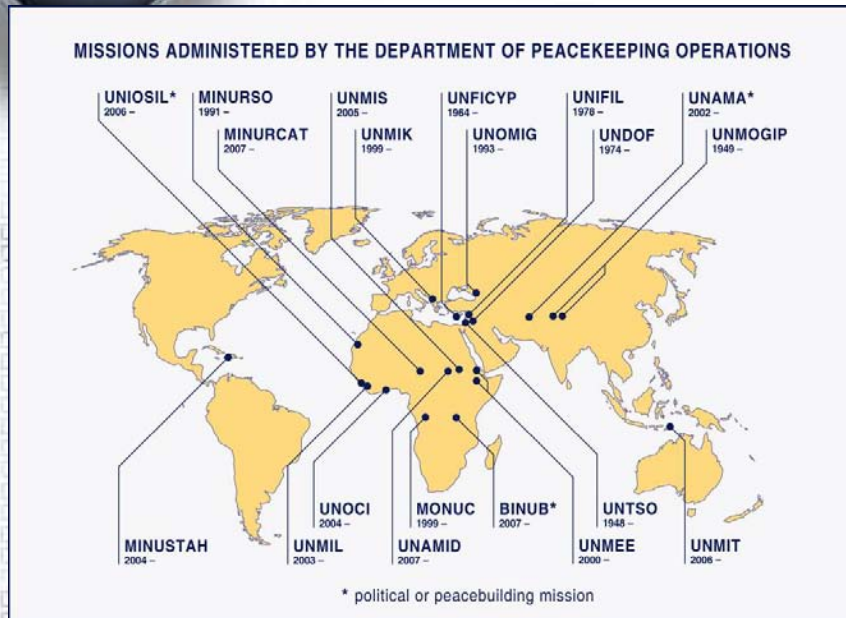 MISSIONS ADMINISTERED BY THE DEPARTMENT OF PEACEKEEPING OPERATIONS
UNIOSIL* MINURSO UNMIS UNFICYP UNIFIL UNAMA*
2006 – 1991 – 2005 – 1964 – 1978 – 2002 –
MINURCAT UNMIK UNOMIG UNDOF UNMOGIP
2007 – 1999 – 1993 – 1974 – 1949 –
UNOCI MONUC BINUB* UNTSO
2004 – 1999 – 2007 – 1948 –
MINUSTAH UNMIL UNAMID UNMEE UNMIT
2004 – 2003 – 2007 – 2000 – 2006 –
* political or peacebuilding mission